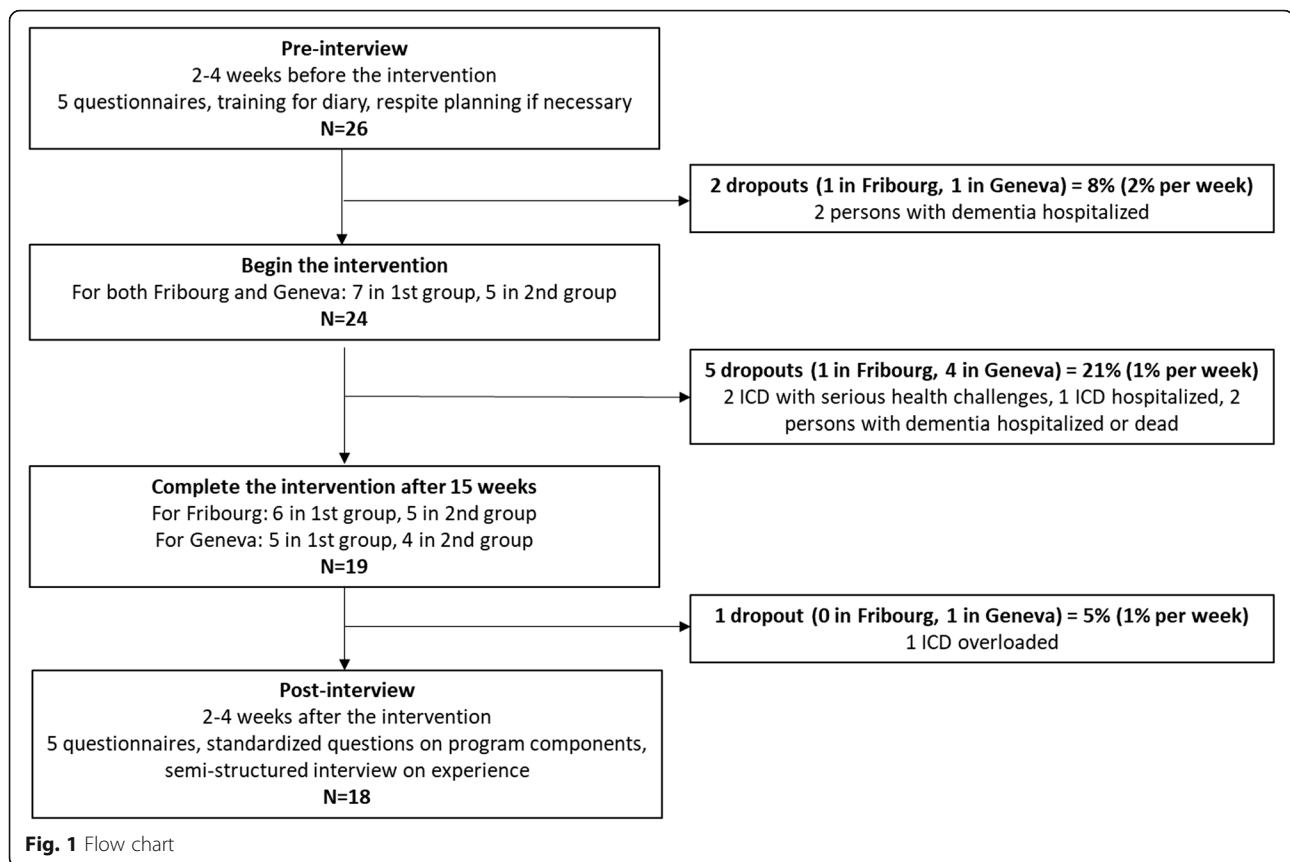 Pre-interview
2-4 weeks before the intervention
5 questionnaires, training for diary, respite planning if necessary
N=26
2 dropouts (1 in Fribourg, 1 in Geneva) = 8% (2% per week)
2 persons with dementia hospitalized
Begin the intervention
For both Fribourg and Geneva: 7 in 1st group, 5 in 2nd group
N=24
5 dropouts (1 in Fribourg, 4 in Geneva) = 21% (1% per week)
2 ICD with serious health challenges, 1 ICD hospitalized, 2
persons with dementia hospitalized or dead
Complete the intervention after 15 weeks
For Fribourg: 6 in 1st group, 5 in 2nd group
For Geneva: 5 in 1st group, 4 in 2nd group
N=19
1 dropout (0 in Fribourg, 1 in Geneva) = 5% (1% per week)
1 ICD overloaded
Post-interview
2-4 weeks after the intervention
5 questionnaires, standardized questions on program components,
semi-structured interview on experience
N=18
Fig. 1 Flow chart